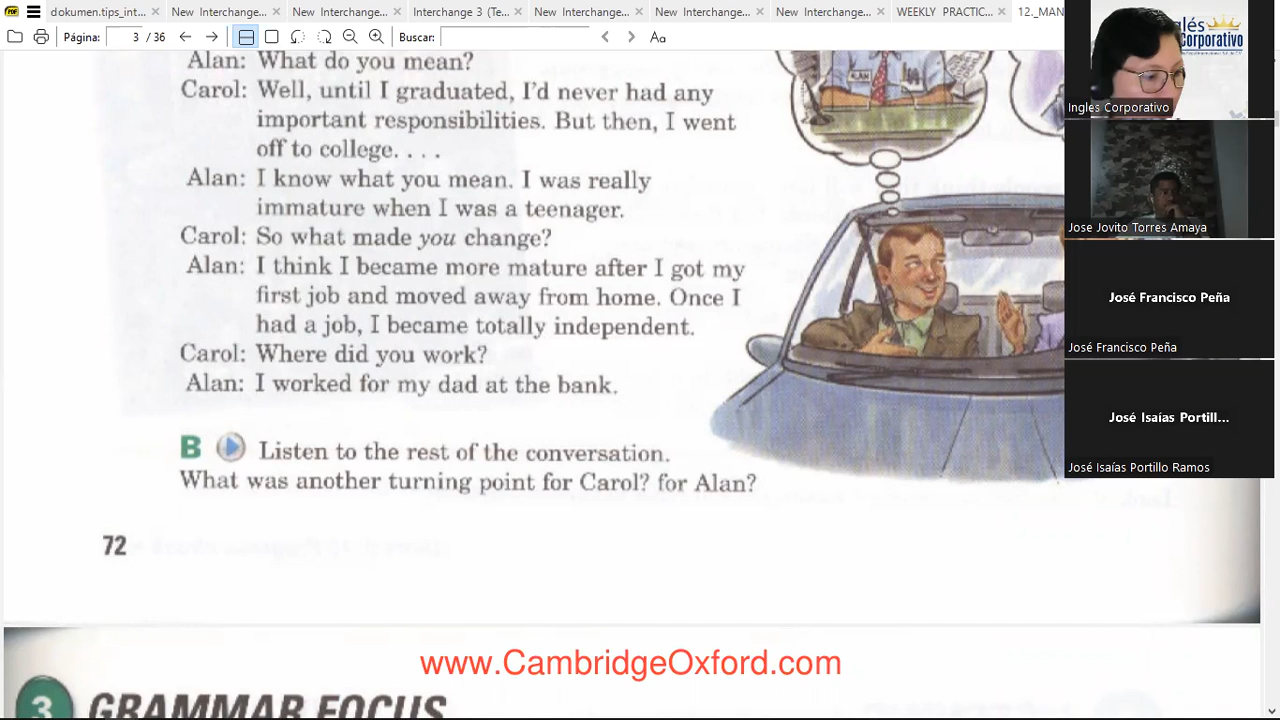 dokumen.tips_int...
New Interchange...
New Interchange...
Interchange 3 (Te...
New Interchange...
New Interchange...
New Interchange...
WEEKLY PRACTIC...
12._MAN
Página: 3 / 36
Buscar:
Aa
Alan: What do you mean?
Carol: Well, until I graduated, I'd never had any
important responsibilities. But then, I went
off to college. . . .
Alan: I know what you mean. I was really
immature when I was a teenager.
Carol: So what made you change?
Alan: I think I became more mature after I got my
first job and moved away from home. Once I
had a job, I became totally independent.
Carol: Where did you work?
Alan: I worked for my dad at the bank.
B Listen to the rest of the conversation.
What was another turning point for Carol? for Alan?
72
www.CambridgeOxford.com
3 GRAMMAR FOCUS
glés
Corporativo
Inglés Corporativo
Jose Jovito Torres Amaya
José Francisco Peña
José Francisco Peña
José Isaías Portill...
José Isaías Portillo Ramos